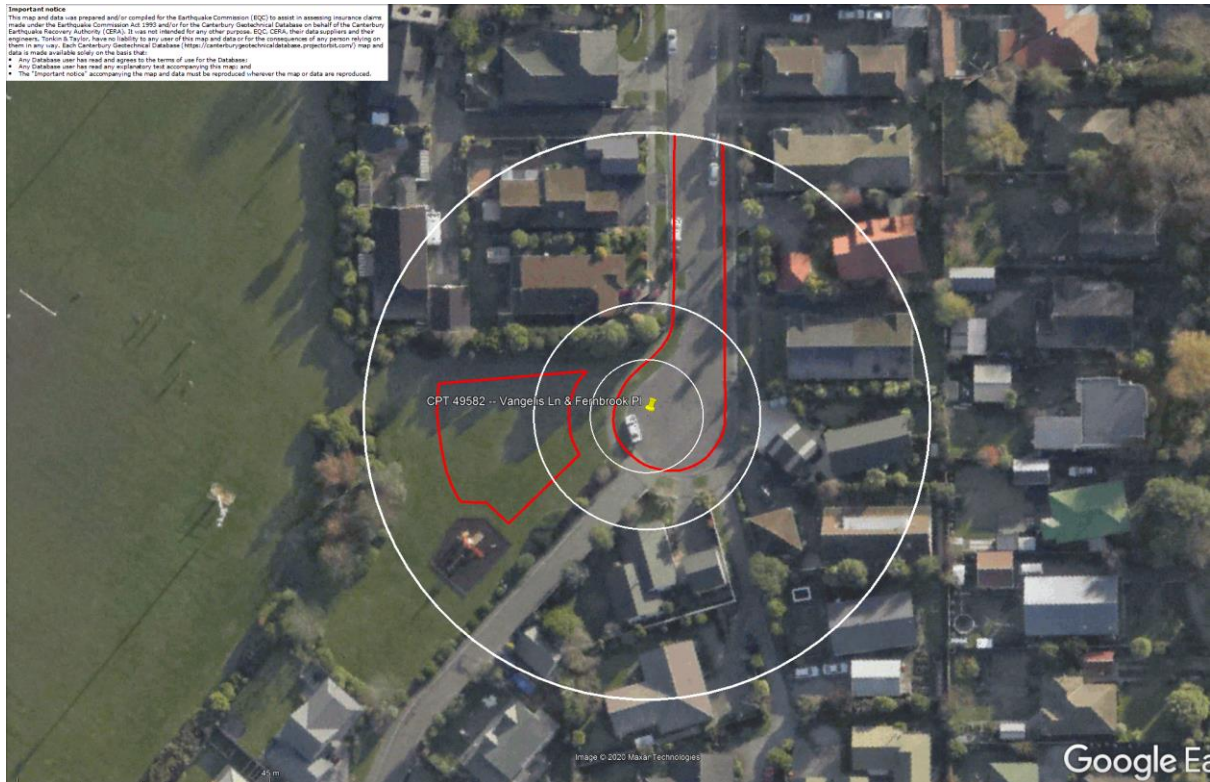 Important notice
This map and data was prepared and/or compiled for the Earthquake Commission (EQC) to assist in assessing insurance claims
made under the Earthquake Commission Act 1993 and/or for the Canterbury Geotechnical Database on behalf of the Canterbury
Earthquake Recovery Authority (CERA). It was not intended for any other purpose. EQC, CERA, their data suppliers and their
engineers, Tonkin & Taylor, have no liability to any user of this map and data or for the consequences of any person relying on
them in any way. Each Canterbury Geotechnical Database (https://canterburygeotechnicaldatabase.projectorbit.com/) map and
data is made available solely on the basis that:
• Any Database user has read and agrees to the terms of use for the Database;
• Any Database user has read any explanatory text accompanying this map; and
• The "Important notice" accompanying the map and data must be reproduced wherever the map or data are reproduced.
CPT 49582 -- Vangelis Ln & Fernbrook Pl
Image © 2020 Maxar Technologies
45 m
Google Ea